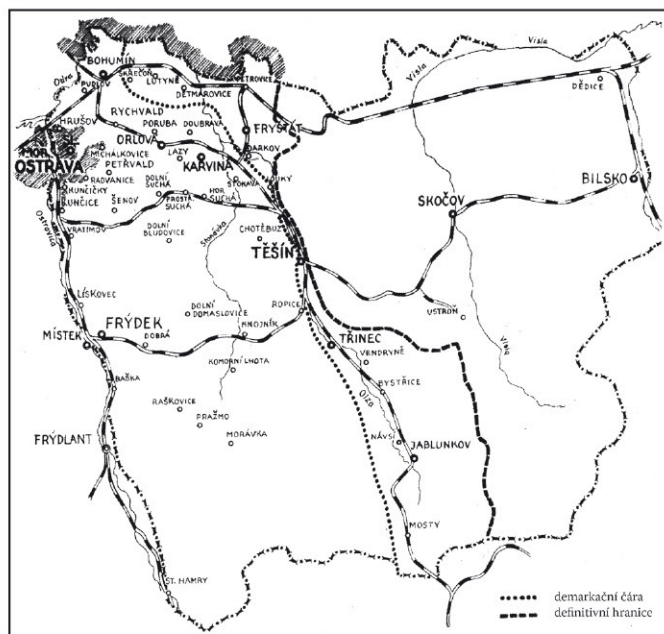 Visla
Visla
Odra
BOHUMÍN
SKŘEČOŇ
LUTYNĚ
DĚTMAROVICE
PETROVICE
PUDLOV
DĚDICE
HRUŠOV
RYCHVALD
PORUBA
DOUBRAVA
FRYŠTÁT
ORLOVÁ
MOR.
OSTRAVA
MICHÁLKOVICE
LAZY
KARVINÁ
DARKOV
PETŘVALD
RADVANICE
STONAVA
LOUKY
BILSKO
KUNČIČKY
KUNČICE
DOLNÍ
SUCHÁ
PROSTŘ.
SUCHÁ
HOR.
SUCHÁ
ŠENOV
SKOČOV
Ostravice
VRATIMOV
DOLNÍ
BLUDOVICE
Stonávka
CHOTĚBUZ
TĚŠÍN
LÍSKOVEC
DOLNÍ
DOMASLOVICE
ROPICE
USTROŇ
FRÝDEK
HNOJNÍK
MÍSTEK
DOBRÁ
TŘINEC
VENDRYNĚ
Visla
KOMORNÍ LHOTA
BAŠKA
BYSTŘICE
RAŠKOVICE
Olza
PRAŽMO
FRÝDLANT
MORÁVKA
NÁVSÍ
JABLUNKOV
MOSTY
ST. HAMRY
demarkační čára
definitivní hranice